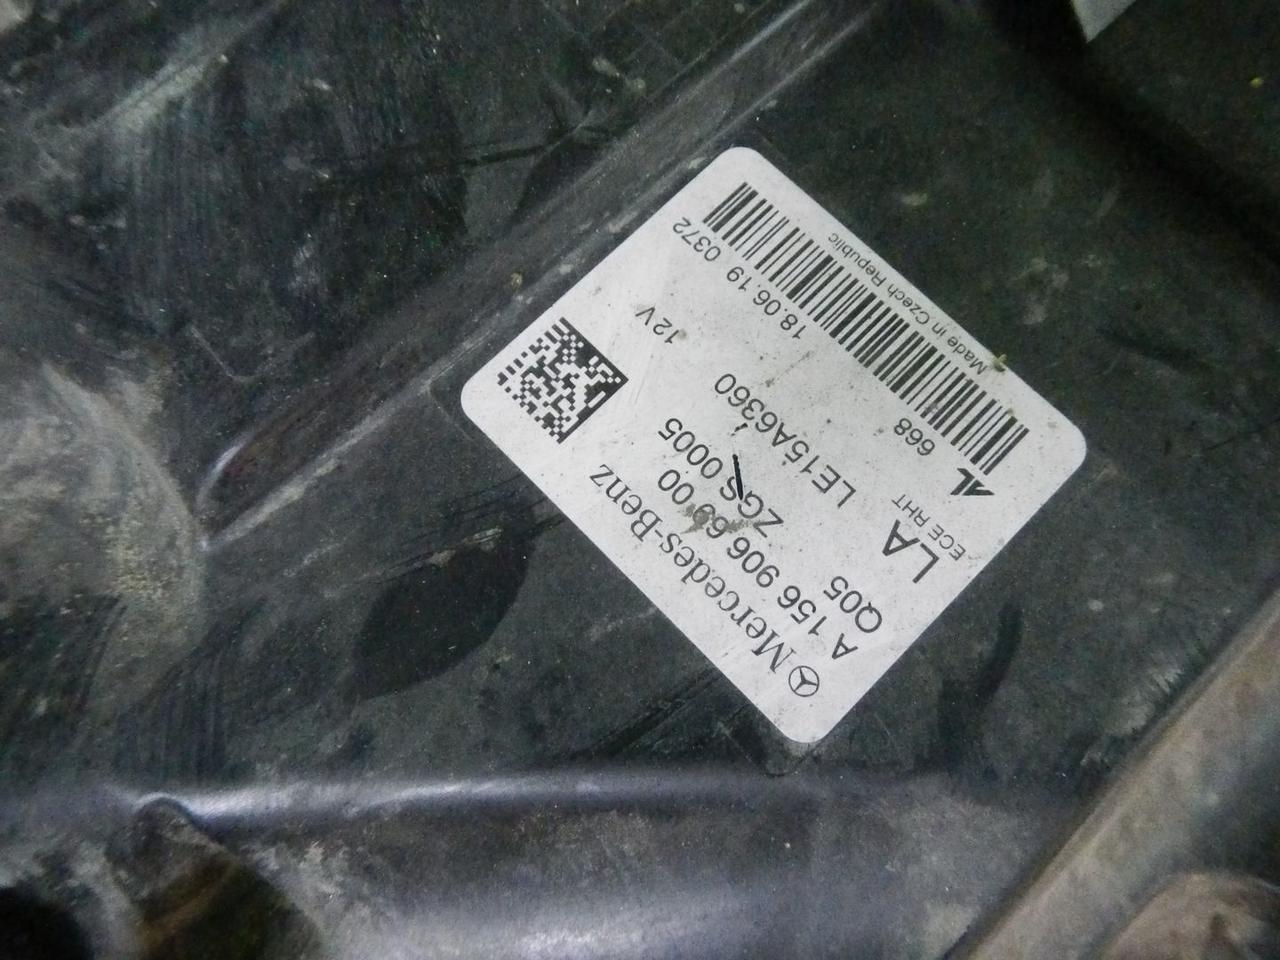 Mercedes-Benz
A 156 906 69 00
Q05 ZGS 0005
LE15A6360
LA 12V
ECE RHT
AL 668 18.06.19 0372
Made in Czech Republic